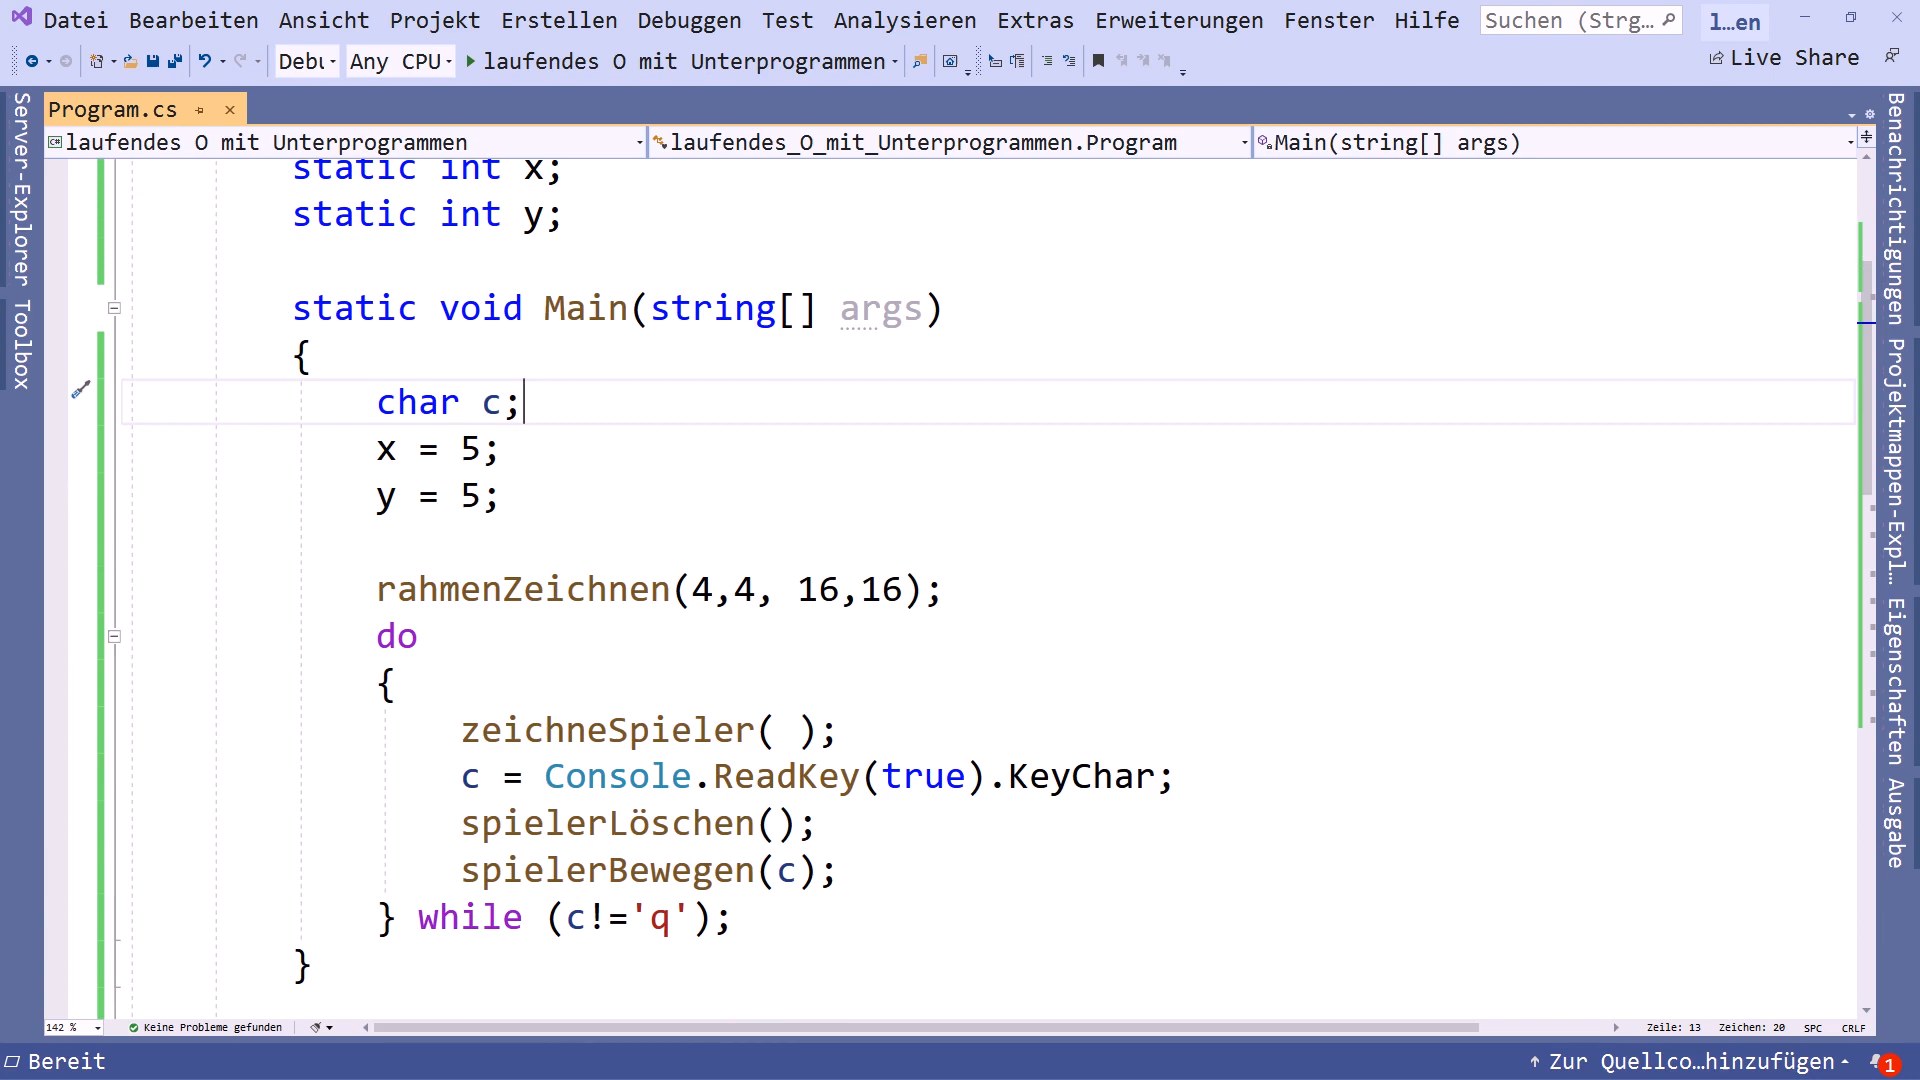 Datei Bearbeiten Ansicht Projekt Erstellen Debuggen Test Analysieren Extras Erweiterungen Fenster Hilfe Suchen (Strg... l...en
Debu Any CPU laufendes O mit Unterprogrammen Live Share
Program.cs
laufendes O mit Unterprogrammen laufendes_O_mit_Unterprogrammen.Program Main(string[] args)
Server-Explorer
Toolbox
static int x;
static int y;
static void Main(string[] args)
{
char c;
x = 5;
y = 5;
rahmenZeichnen(4,4, 16,16);
do
{
zeichneSpieler( );
c = Console.ReadKey(true).KeyChar;
spielerLöschen();
spielerBewegen(c);
} while (c!='q');
}
Benachrichtigungen
Projektmappen-Expl...
Eigenschaften
Ausgabe
142 % Keine Probleme gefunden Zeile: 13 Zeichen: 20 SPC CRLF
Bereit Zur Quellco...hinzufügen 1